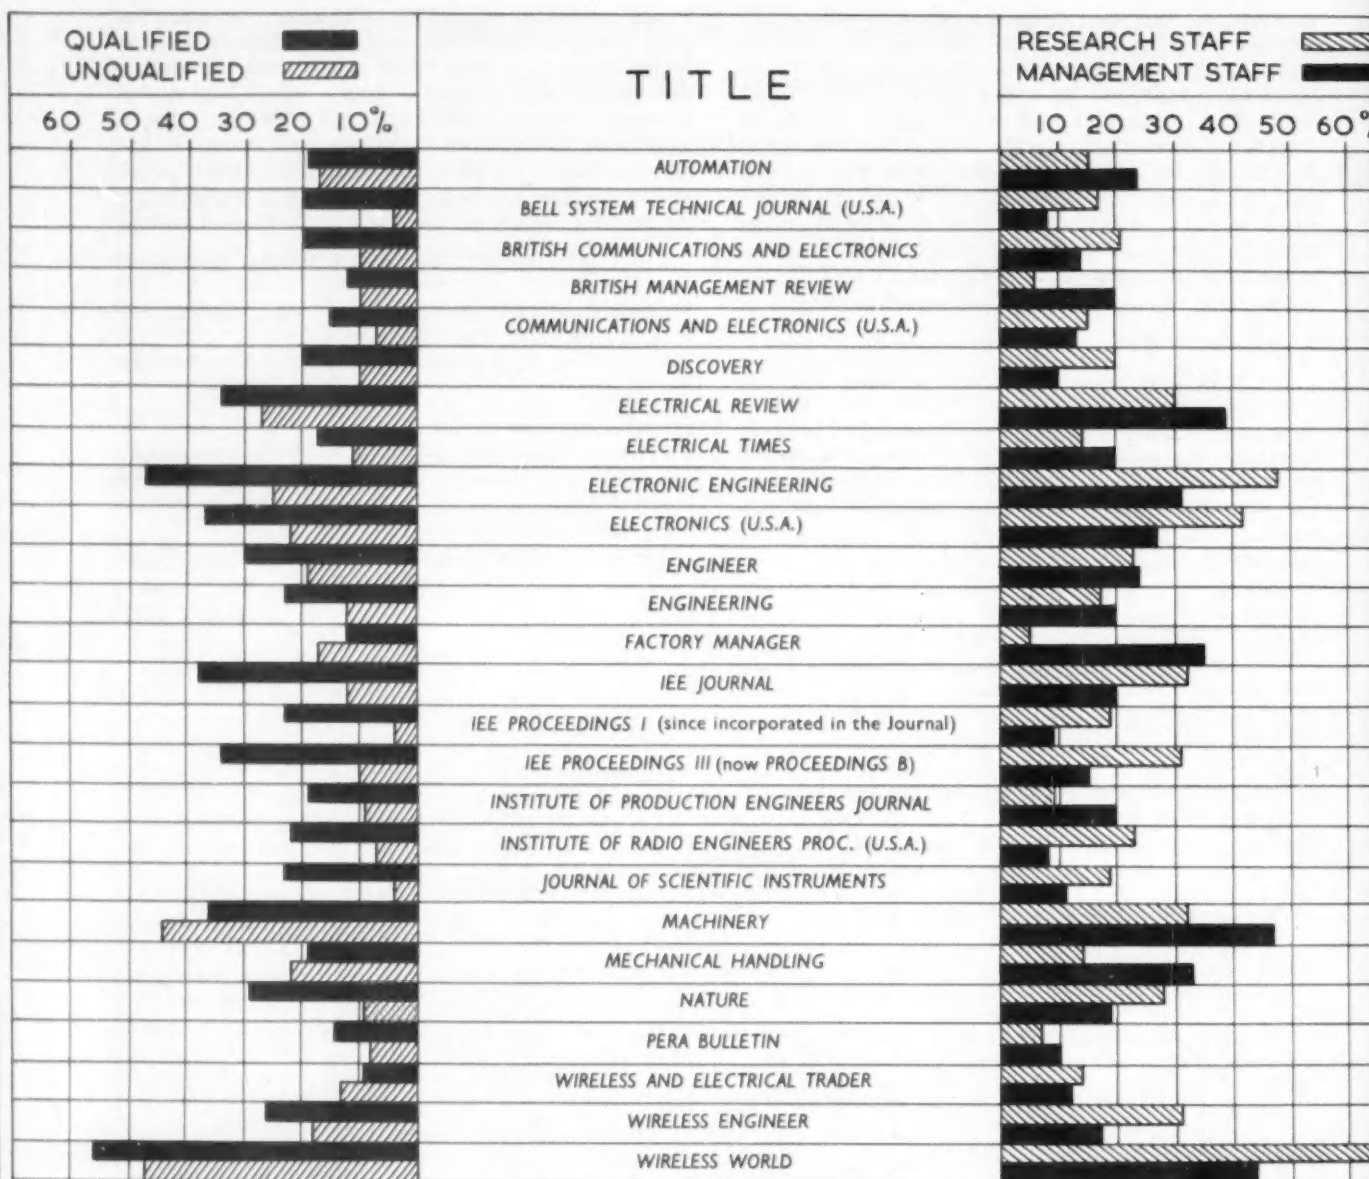 QUALIFIED
UNQUALIFIED
TITLE
RESEARCH STAFF
MANAGEMENT STAFF
60 50 40 30 20 10%
10 20 30 40 50 60°
AUTOMATION
BELL SYSTEM TECHNICAL JOURNAL (U.S.A.)
BRITISH COMMUNICATIONS AND ELECTRONICS
BRITISH MANAGEMENT REVIEW
COMMUNICATIONS AND ELECTRONICS (U.S.A.)
DISCOVERY
ELECTRICAL REVIEW
ELECTRICAL TIMES
ELECTRONIC ENGINEERING
ELECTRONICS (U.S.A.)
ENGINEER
ENGINEERING
FACTORY MANAGER
IEE JOURNAL
IEE PROCEEDINGS I (since incorporated in the Journal)
IEE PROCEEDINGS III (now PROCEEDINGS B)
INSTITUTE OF PRODUCTION ENGINEERS JOURNAL
INSTITUTE OF RADIO ENGINEERS PROC. (U.S.A.)
JOURNAL OF SCIENTIFIC INSTRUMENTS
MACHINERY
MECHANICAL HANDLING
NATURE
PERA BULLETIN
WIRELESS AND ELECTRICAL TRADER
WIRELESS ENGINEER
WIRELESS WORLD